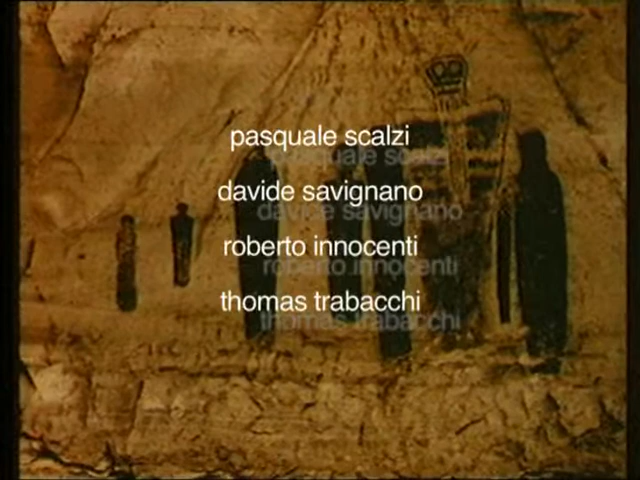 pasquale scalzi
davide savignano
roberto innocenti
thomas trabacchi